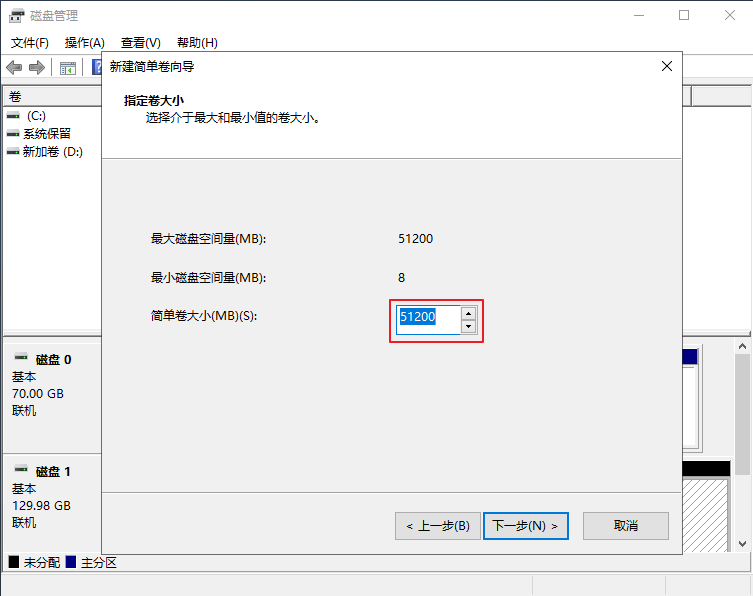 磁盘管理
文件(F) 操作(A) 查看(V) 帮助(H)
新建简单卷向导
指定卷大小
选择介于最大和最小值的卷大小。
卷
(C:)
系统保留
新加卷 (D:)
最大磁盘空间量(MB): 51200
最小磁盘空间量(MB): 8
简单卷大小(MB)(S): 51200
磁盘 0
基本
70.00 GB
联机
磁盘 1
基本
129.98 GB
联机
< 上一步(B) 下一步(N) > 取消
未分配 主分区